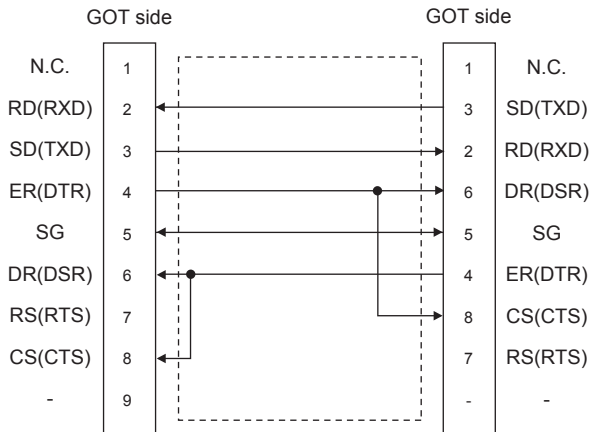 GOT side GOT side
N.C. 1 1 N.C.
RD(RXD) 2 3 SD(TXD)
SD(TXD) 3 2 RD(RXD)
ER(DTR) 4 6 DR(DSR)
SG 5 5 SG
DR(DSR) 6 4 ER(DTR)
RS(RTS) 7 8 CS(CTS)
CS(CTS) 8 7 RS(RTS)
- 9 - -